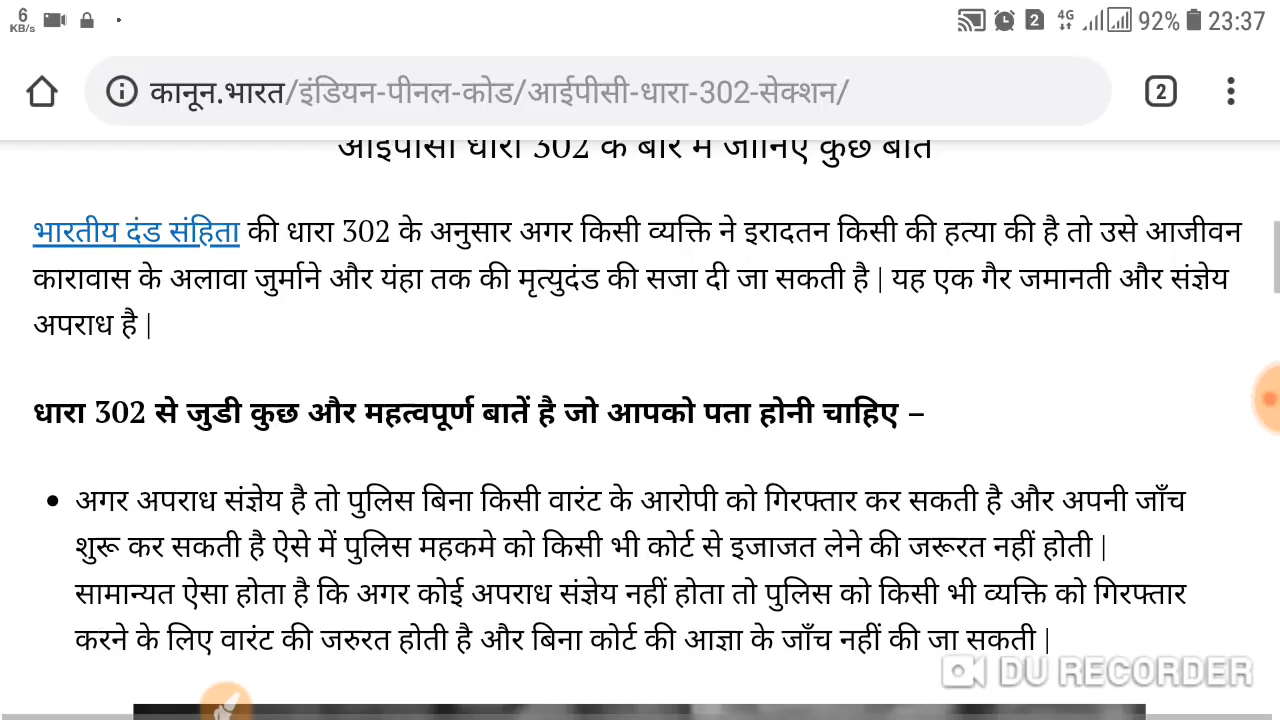 6
KB/s
2 4G 92% 23:37
कानून.भारत/इंडियन-पीनल-कोड/आईपीसी-धारा-302-सेक्शन/
2
आईपीसी धारा 302 के बारे में जानिए कुछ बातें
भारतीय दंड संहिता की धारा 302 के अनुसार अगर किसी व्यक्ति ने इरादतन किसी की हत्या की है तो उसे आजीवन
कारावास के अलावा जुर्माने और यंहा तक की मृत्युदंड की सजा दी जा सकती है | यह एक गैर जमानती और संज्ञेय
अपराध है |
धारा 302 से जुडी कुछ और महत्वपूर्ण बातें है जो आपको पता होनी चाहिए –
• अगर अपराध संज्ञेय है तो पुलिस बिना किसी वारंट के आरोपी को गिरफ्तार कर सकती है और अपनी जाँच
शुरू कर सकती है ऐसे में पुलिस महकमे को किसी भी कोर्ट से इजाजत लेने की जरूरत नहीं होती |
सामान्यत ऐसा होता है कि अगर कोई अपराध संज्ञेय नहीं होता तो पुलिस को किसी भी व्यक्ति को गिरफ्तार
करने के लिए वारंट की जरुरत होती है और बिना कोर्ट की आज्ञा के जाँच नहीं की जा सकती |
DU RECORDER